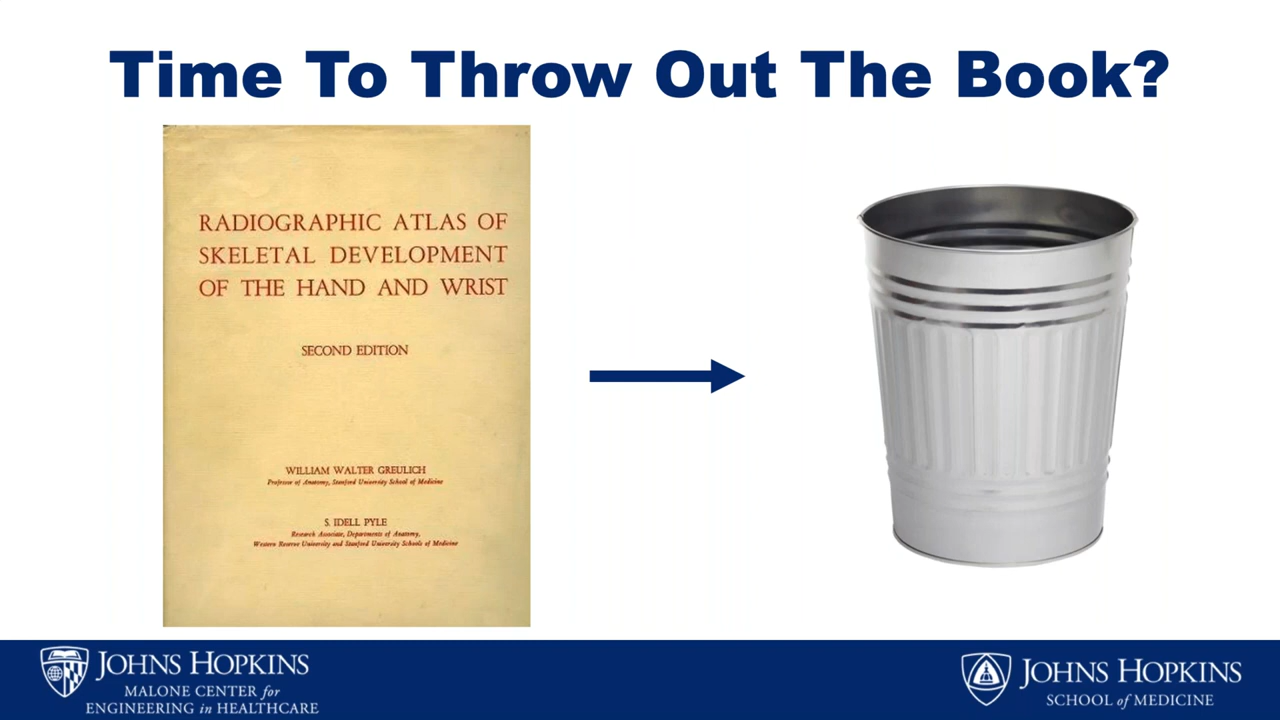 Time To Throw Out The Book?
RADIOGRAPHIC ATLAS OF
SKELETAL DEVELOPMENT
OF THE HAND AND WRIST
SECOND EDITION
WILLIAM WALTER GREULICH
Professor of Anatomy, Stanford University School of Medicine
S. IDELL PYLE
Research Associate, Departments of Anatomy,
Western Reserve University and Stanford University Schools of Medicine
JOHNS HOPKINS
MALONE CENTER for
ENGINEERING in HEALTHCARE
JOHNS HOPKINS
SCHOOL of MEDICINE